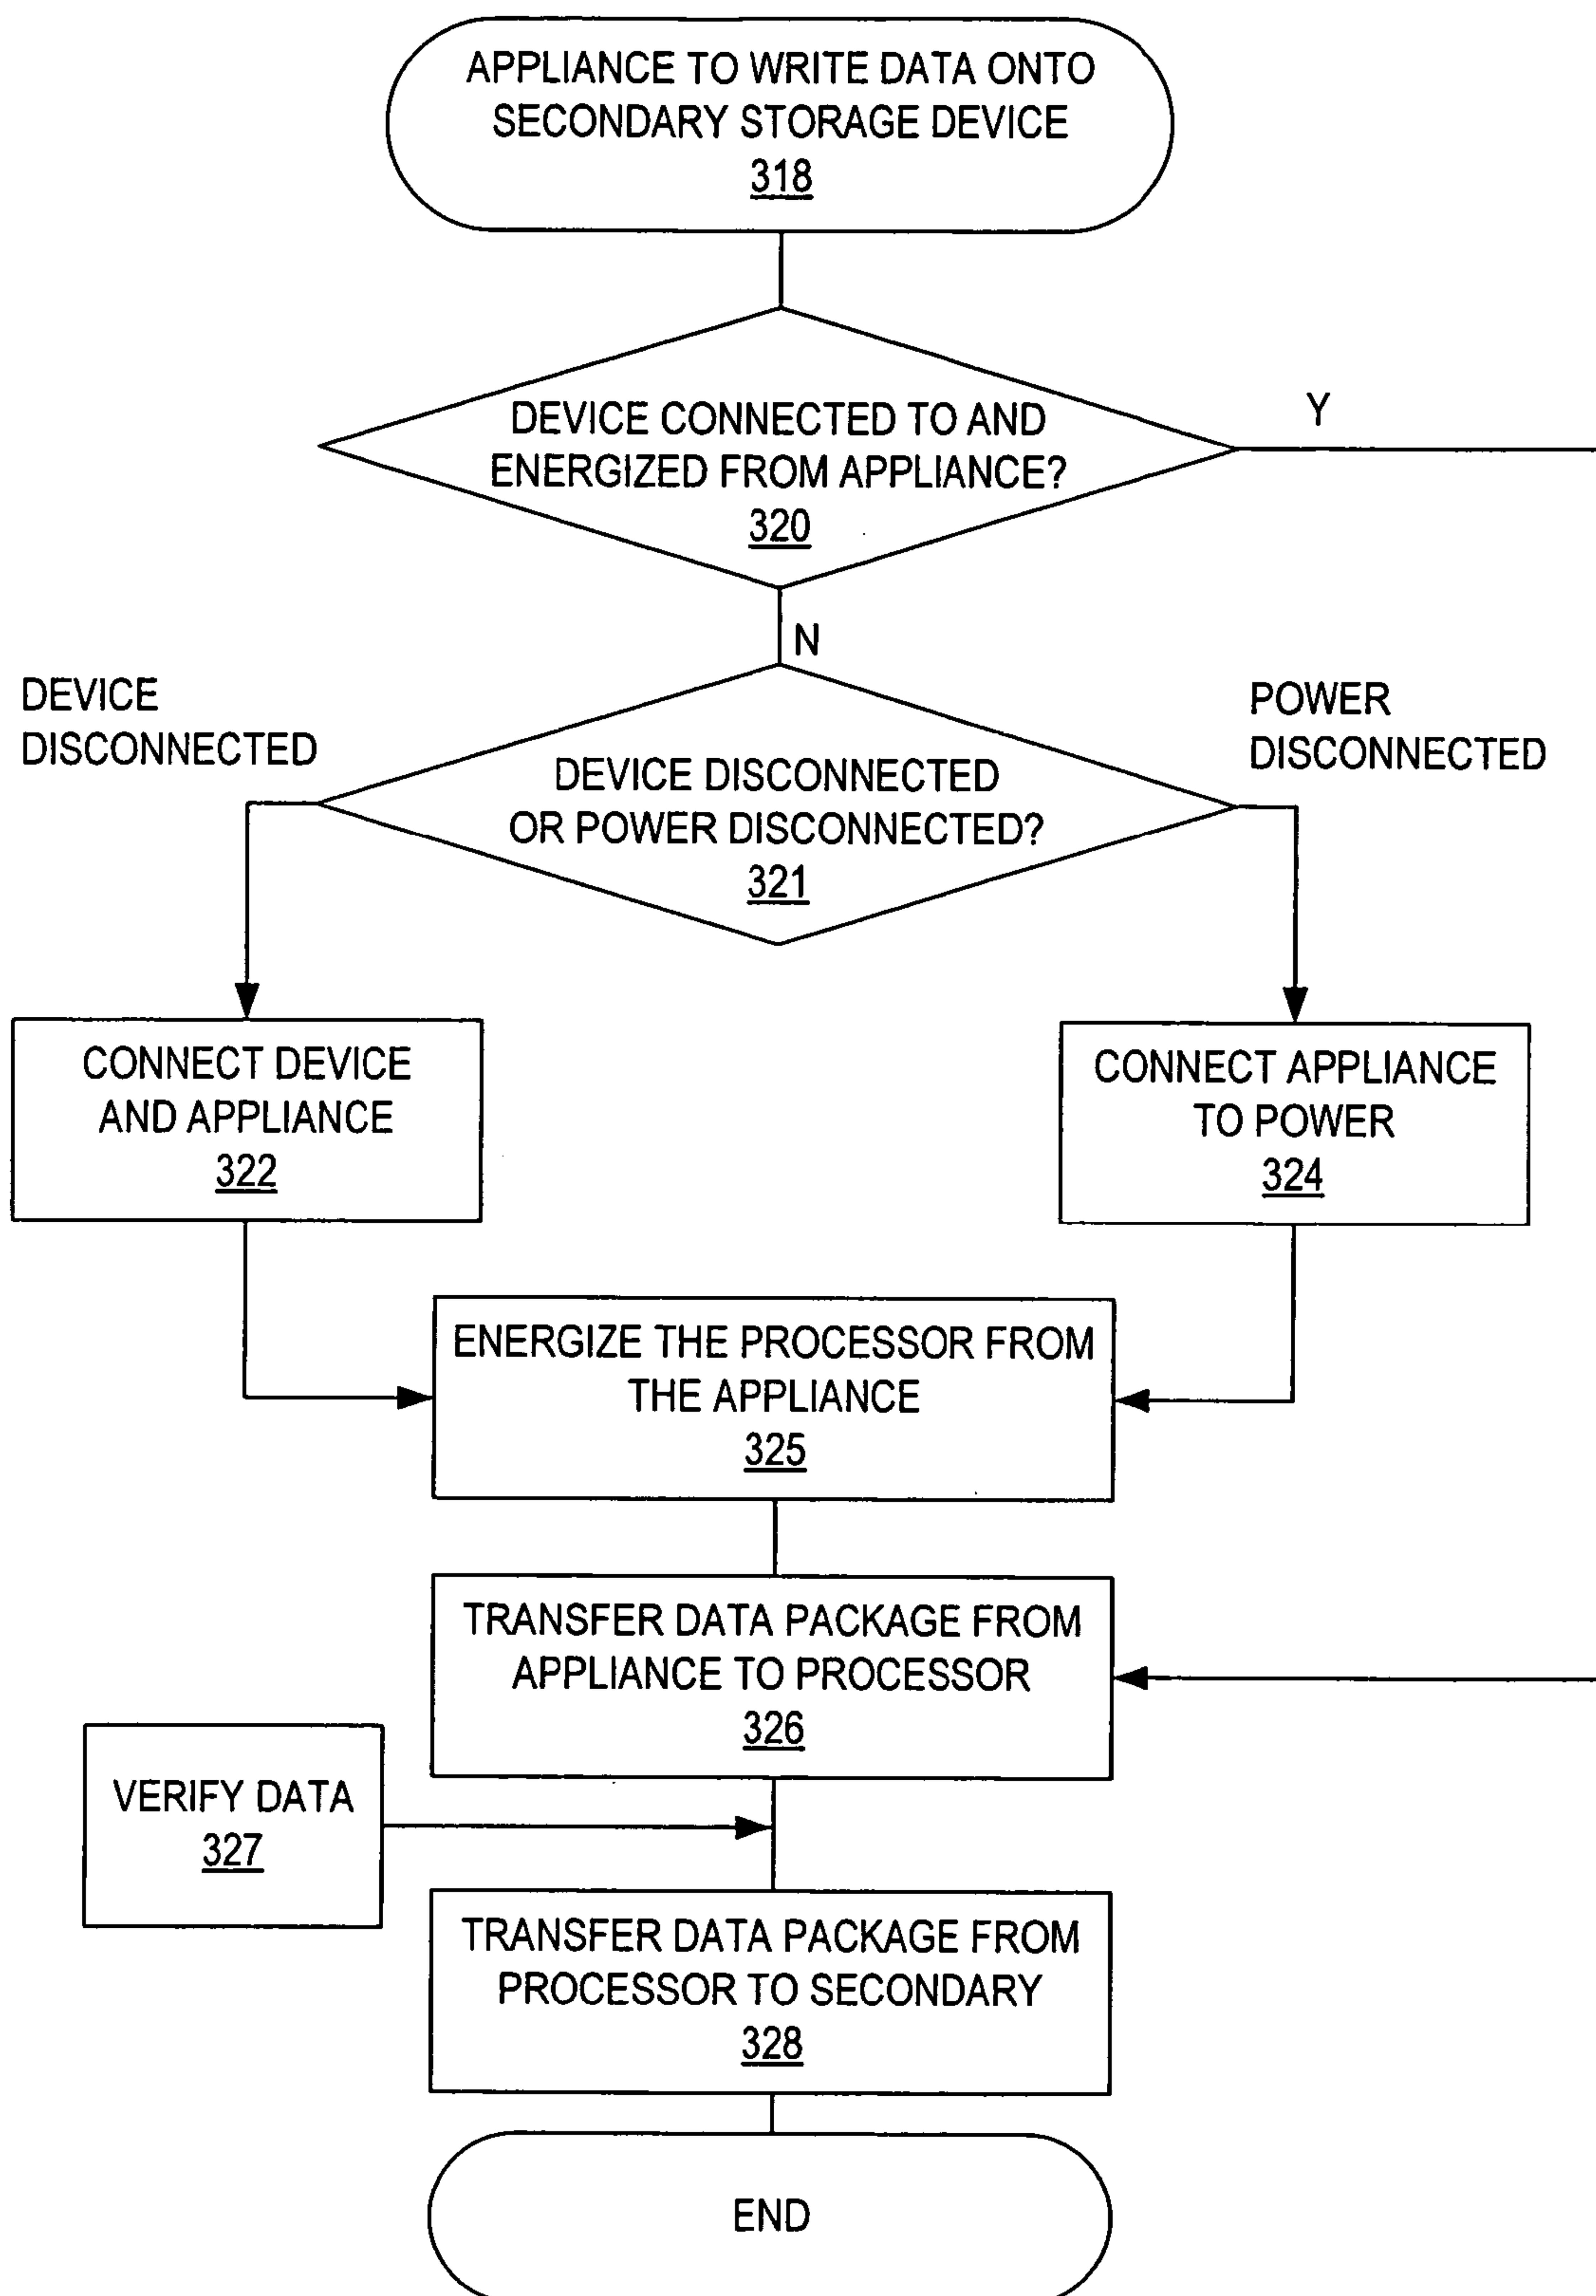 APPLIANCE TO WRITE DATA ONTO
SECONDARY STORAGE DEVICE
318
DEVICE CONNECTED TO AND
ENERGIZED FROM APPLIANCE?
320
Y
N
DEVICE
DISCONNECTED
POWER
DISCONNECTED
DEVICE DISCONNECTED
OR POWER DISCONNECTED?
321
CONNECT DEVICE
AND APPLIANCE
322
CONNECT APPLIANCE
TO POWER
324
ENERGIZE THE PROCESSOR FROM
THE APPLIANCE
325
TRANSFER DATA PACKAGE FROM
APPLIANCE TO PROCESSOR
326
VERIFY DATA
327
TRANSFER DATA PACKAGE FROM
PROCESSOR TO SECONDARY
328
END